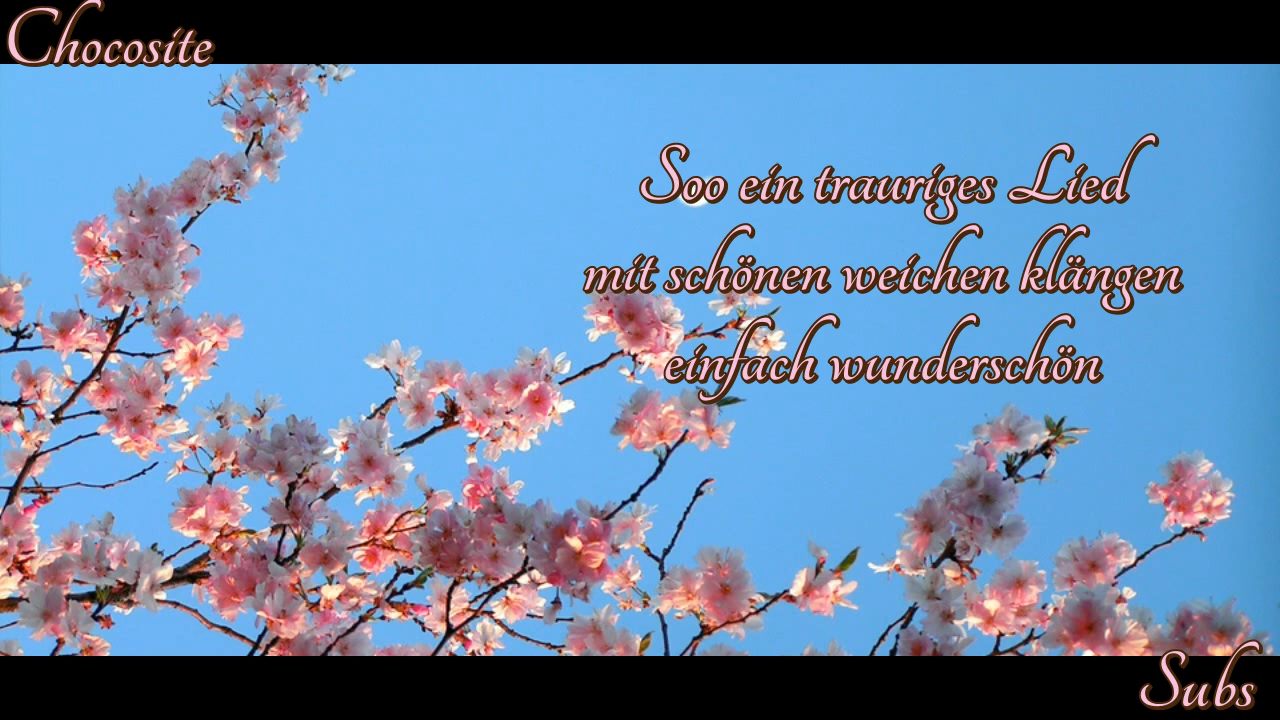 Chocosite
Soo ein trauriges Lied
mit schönen weichen klängen
einfach wunderschön
Subs